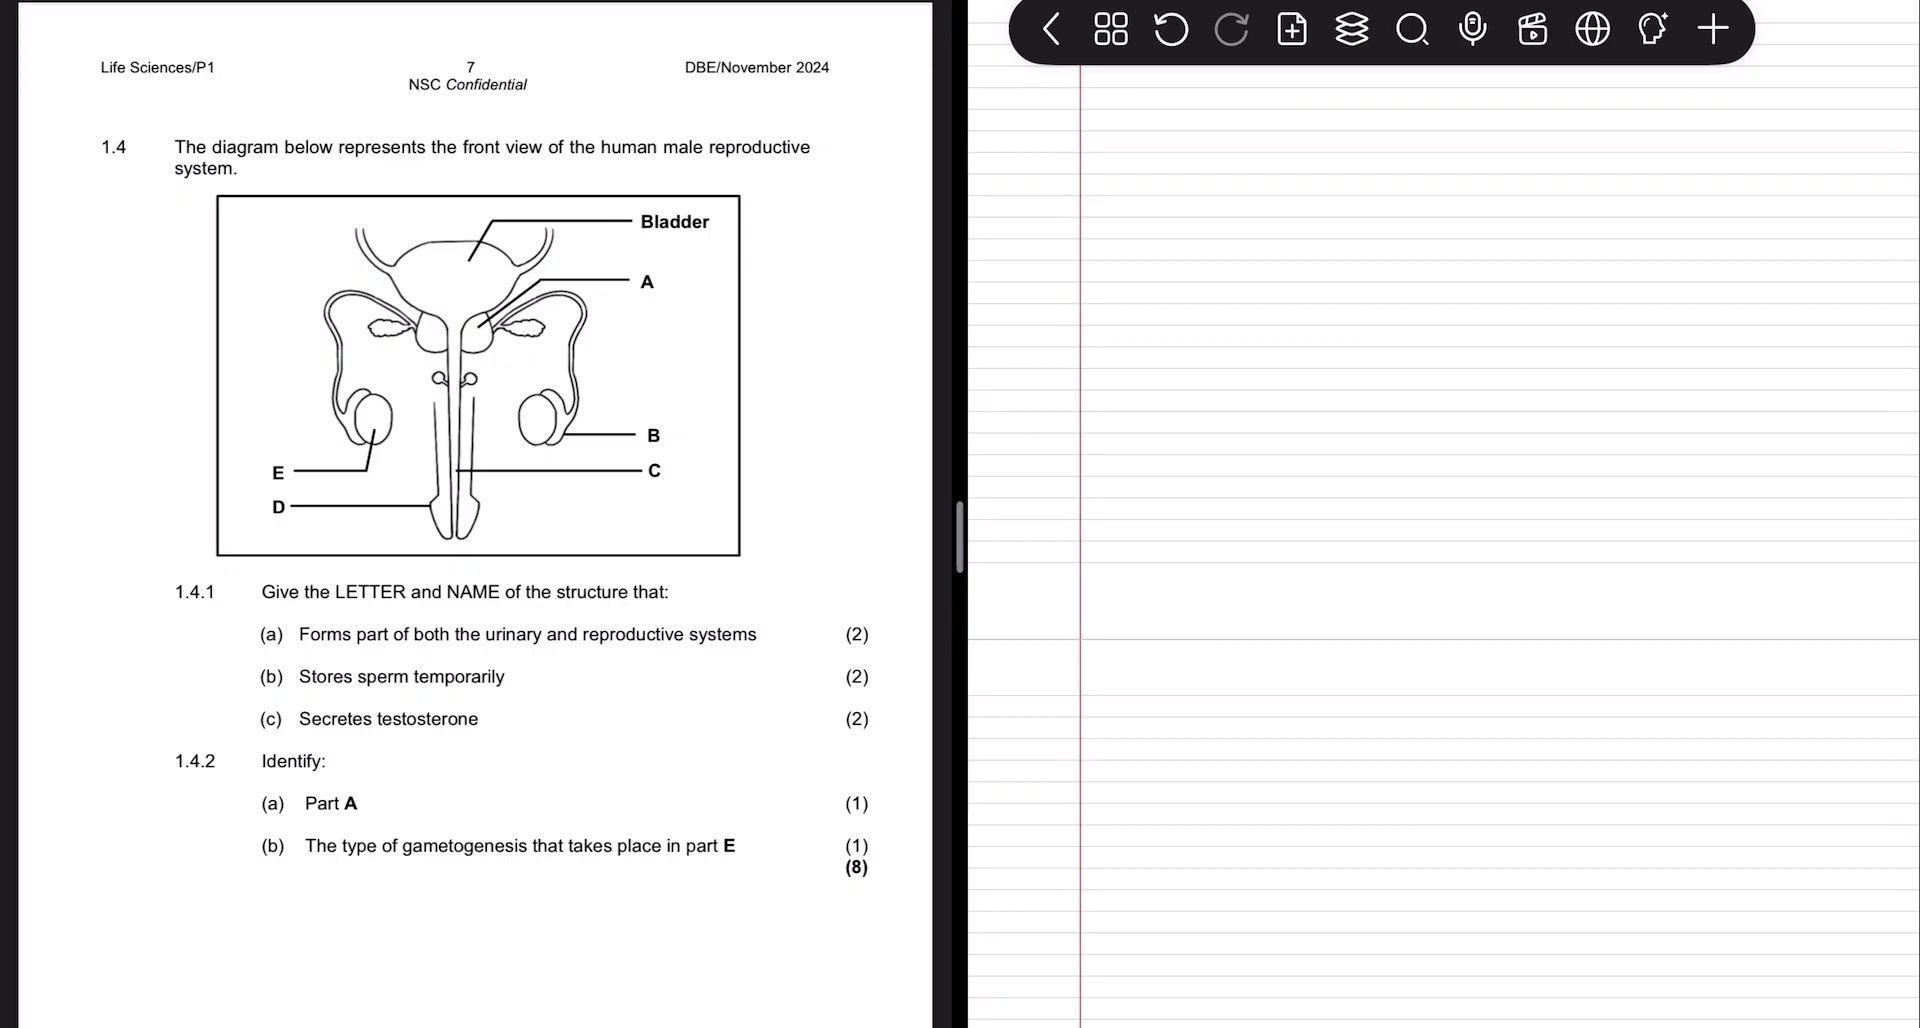 Life Sciences/P1 7 DBE/November 2024
NSC Confidential
1.4 The diagram below represents the front view of the human male reproductive
system.
Bladder
A
B
C
E
D
1.4.1 Give the LETTER and NAME of the structure that:
(a) Forms part of both the urinary and reproductive systems (2)
(b) Stores sperm temporarily (2)
(c) Secretes testosterone (2)
1.4.2 Identify:
(a) Part A (1)
(b) The type of gametogenesis that takes place in part E (1)
(8)